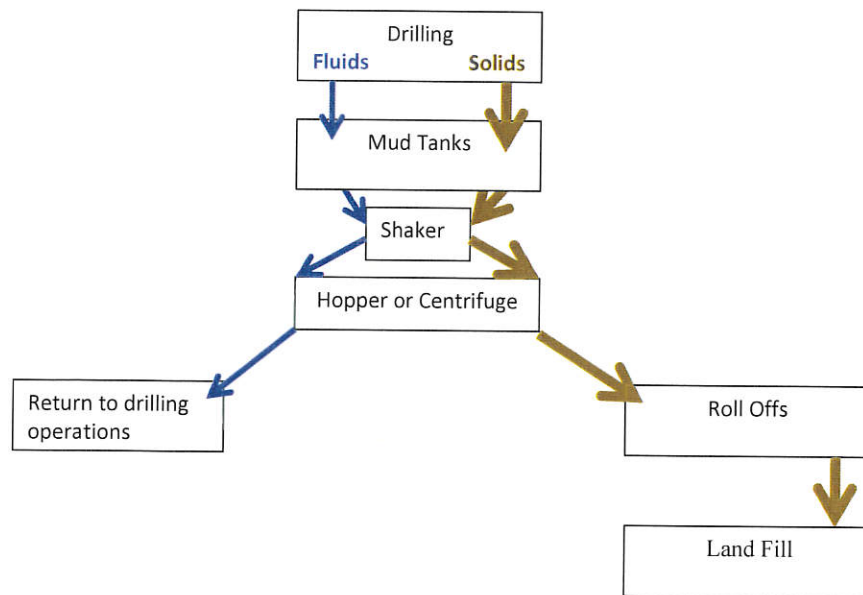 Drilling
Fluids Solids
Mud Tanks
Shaker
Hopper or Centrifuge
Return to drilling
operations
Roll Offs
Land Fill